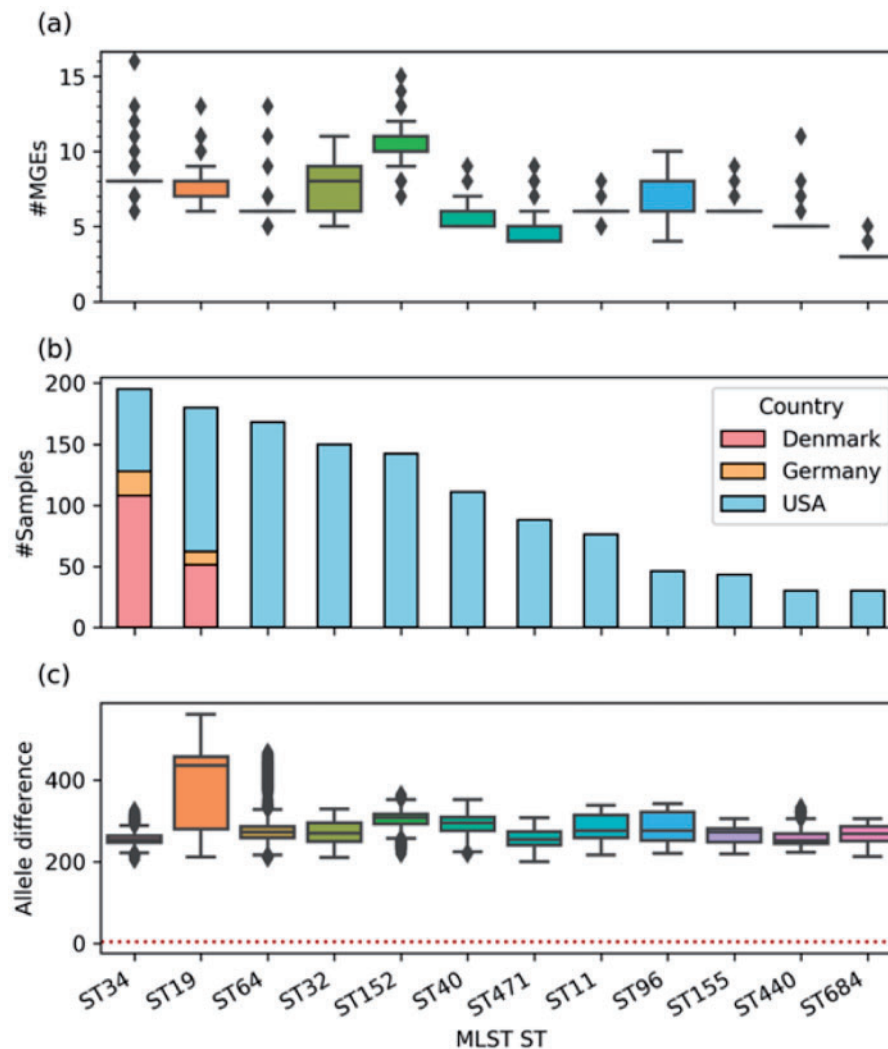 (a)
15
10
5
0
#MGEs
(b)
200
150
100
50
0
#Samples
Country
Denmark
Germany
USA
(c)
400
200
0
Allele difference
ST34 ST19 ST64 ST32 ST152 ST40 ST471 ST11 ST96 ST155 ST440 ST684
MLST ST